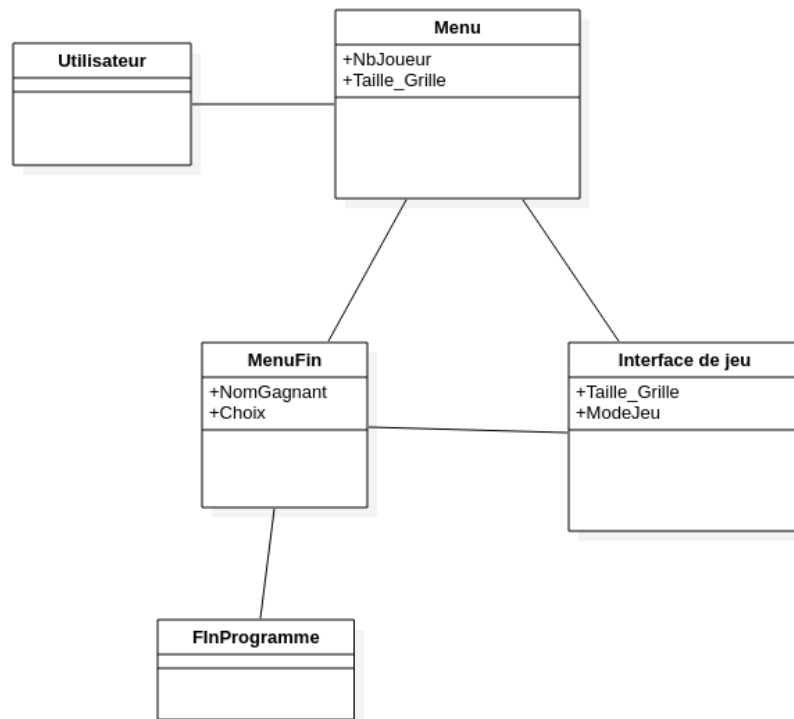 Utilisateur
Menu
+NbJoueur
+Taille_Grille
MenuFin
+NomGagnant
+Choix
Interface de jeu
+Taille_Grille
+ModeJeu
FInProgramme